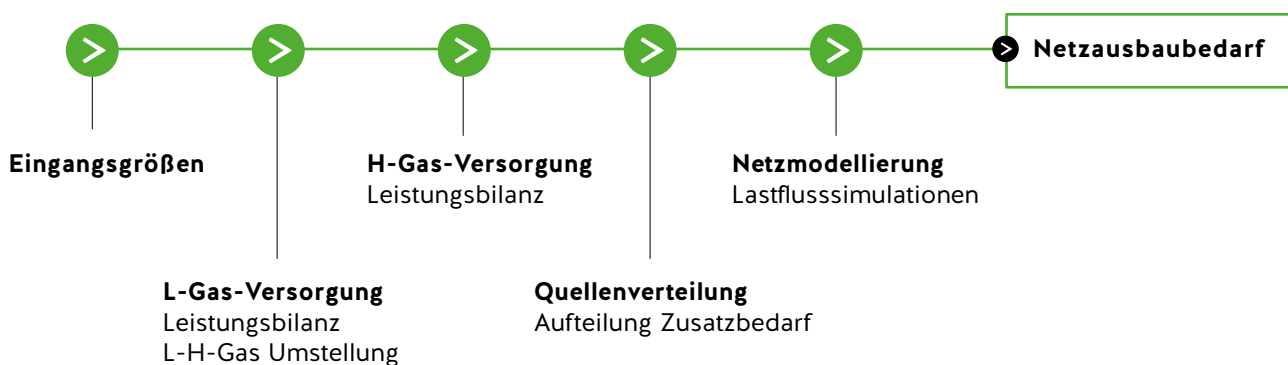 Netzausbaubedarf
Eingangsgrößen
L-Gas-Versorgung
Leistungsbilanz
L-H-Gas Umstellung
H-Gas-Versorgung
Leistungsbilanz
Quellenverteilung
Aufteilung Zusatzbedarf
Netzmodellierung
Lastflusssimulationen